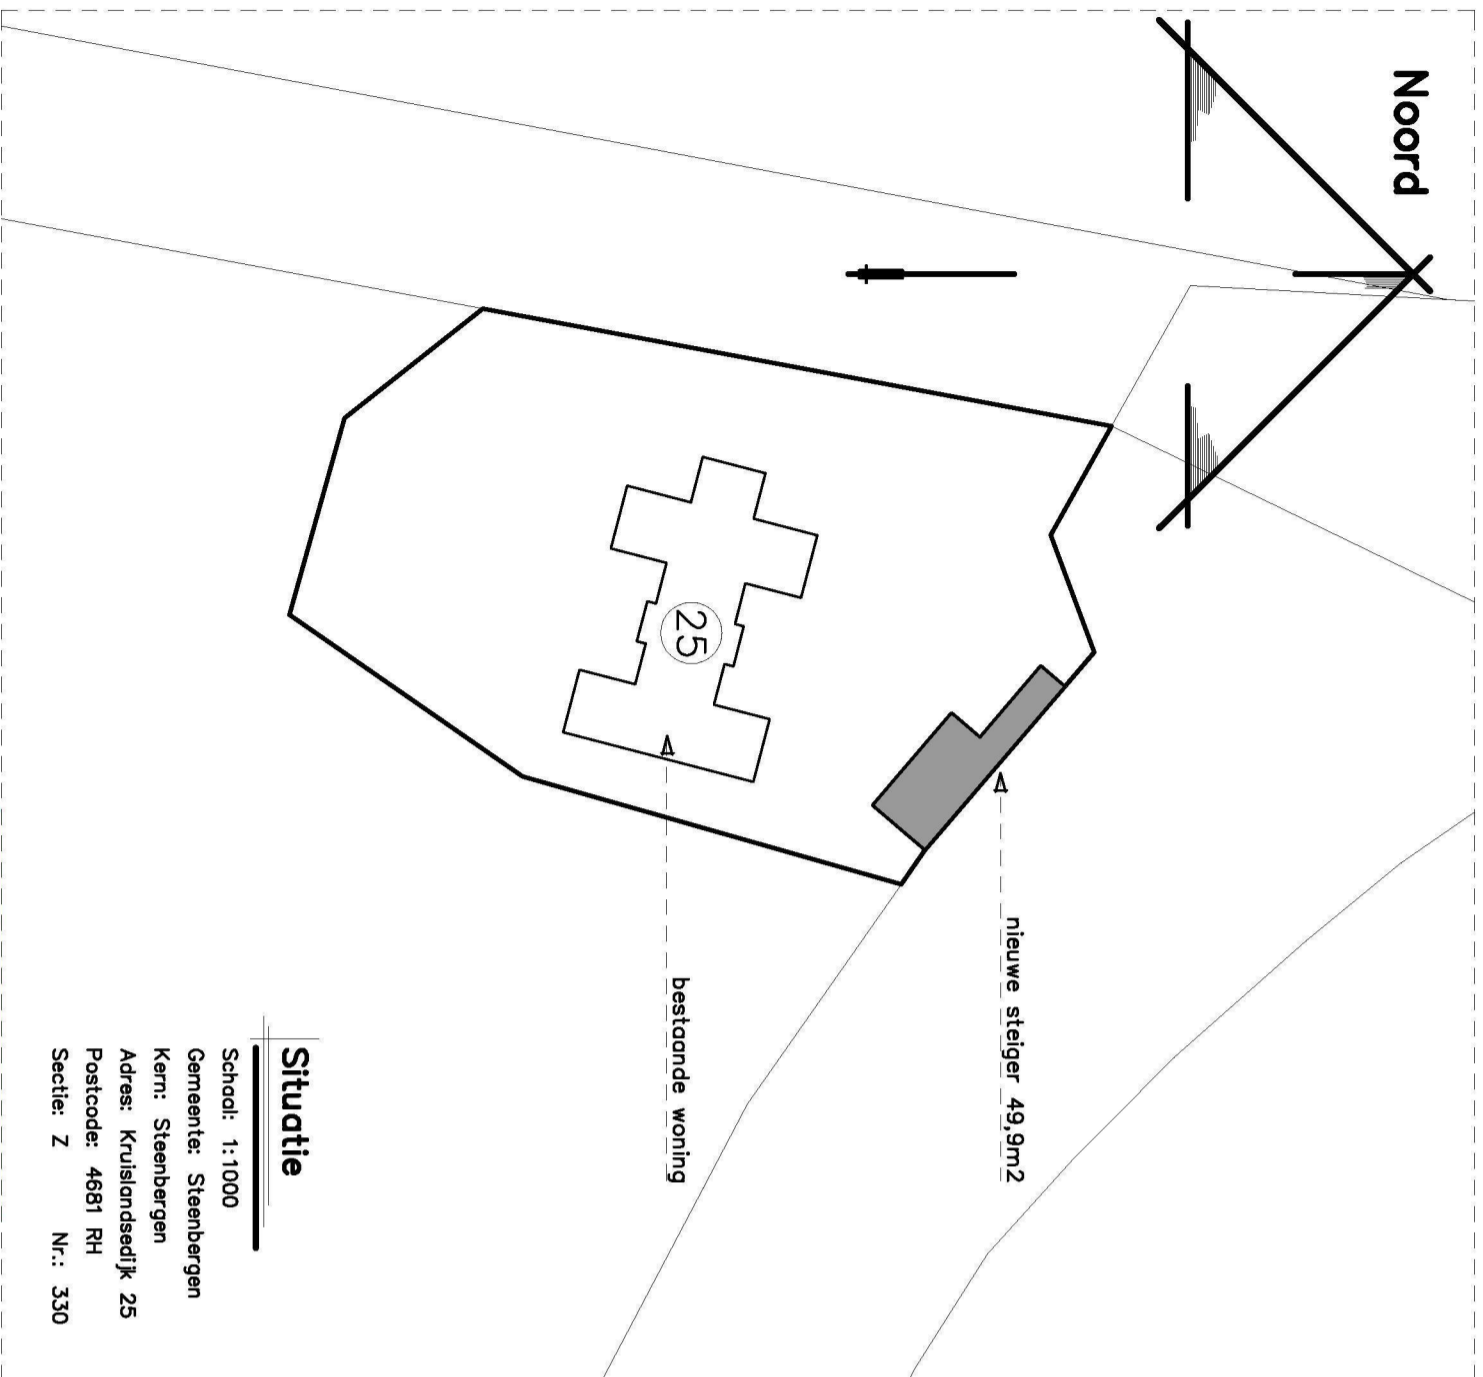 Noord
25
nieuwe steiger 49,9m2
bestaande woning
Situatie
Schaal: 1:1000
Gemeente: Steenbergen
Kern: Steenbergen
Adres: Kruislandsedijk 25
Postcode: 4681 RH
Sectie: Z Nr.: 330